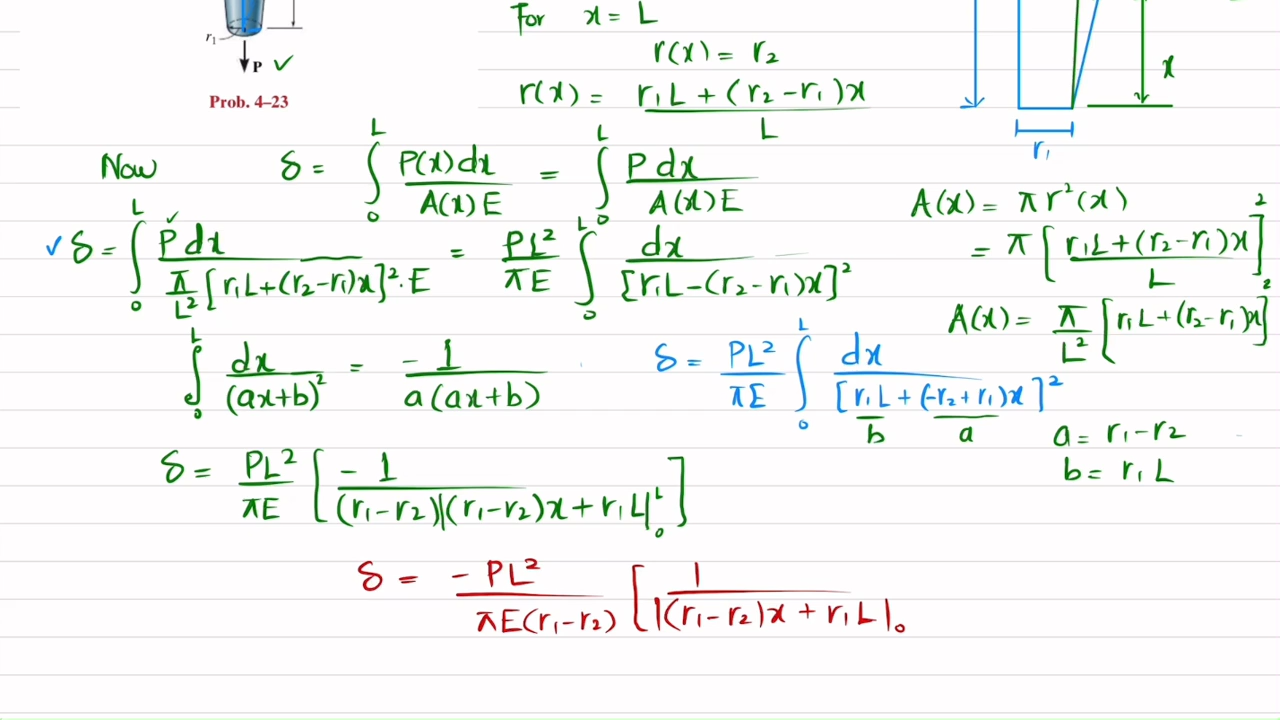 For x = L
r(x) = r₂
r₁
P ✓
Prob. 4–23
r(x) = (r₁L + (r₂ − r₁)x) / L
x
r₁
Now δ = ∫₀ᴸ P(x)dx / A(x)E = ∫₀ᴸ P dx / A(x)E
A(x) = π r²(x)
= π [ (r₁L + (r₂ − r₁)x) / L ]²
A(x) = π/L² [r₁L + (r₂ − r₁)x]²
✓ δ = ∫₀ᴸ P dx / (π/L² [r₁L + (r₂ − r₁)x]² · E) = PL²/πE ∫₀ᴸ dx / [r₁L − (r₂ − r₁)x]²
∫₀ᴸ dx / (ax+b)² = −1 / a(ax+b)
δ = PL²/πE ∫₀ᴸ dx / [r₁L + (−r₂ + r₁)x]²
b a
a = r₁ − r₂
b = r₁ L
δ = PL²/πE [ −1 / (r₁ − r₂)|(r₁ − r₂)x + r₁L|₀ᴸ ]
δ = −PL² / πE(r₁ − r₂) [ 1 / |(r₁ − r₂)x + r₁L|₀